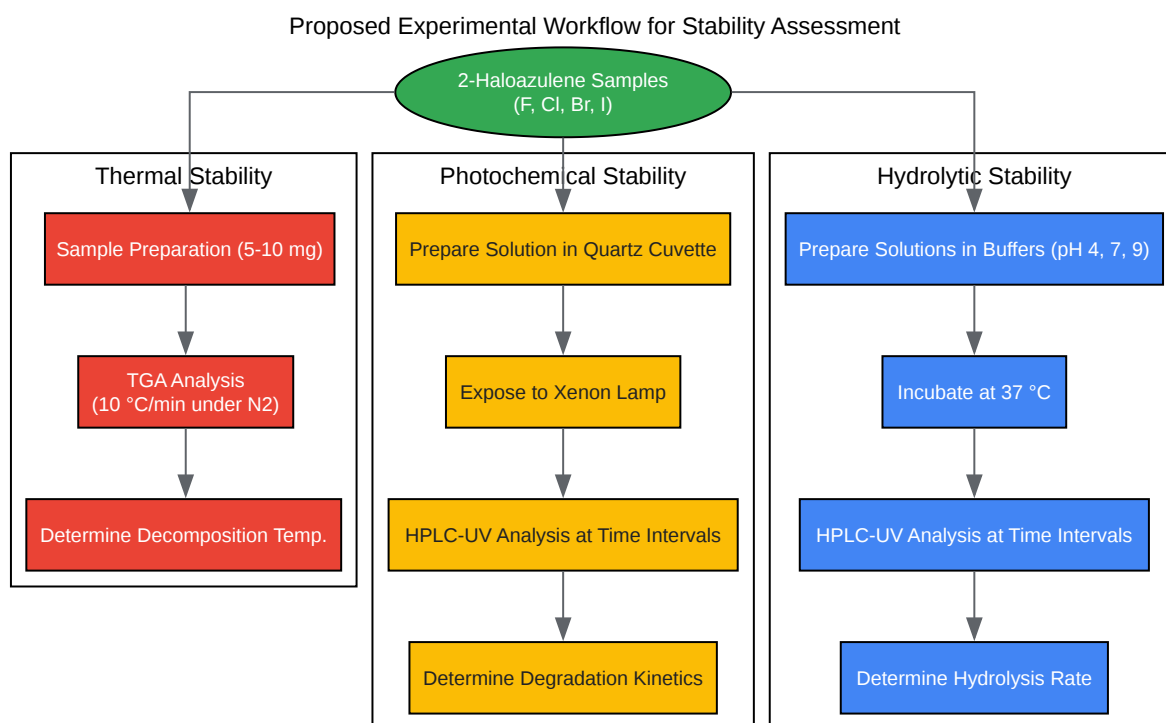 Proposed Experimental Workflow for Stability Assessment
2-Haloazulene Samples
(F, Cl, Br, I)
Thermal Stability
Sample Preparation (5-10 mg)
TGA Analysis
(10 °C/min under N2)
Determine Decomposition Temp.
Photochemical Stability
Prepare Solution in Quartz Cuvette
Expose to Xenon Lamp
HPLC-UV Analysis at Time Intervals
Determine Degradation Kinetics
Hydrolytic Stability
Prepare Solutions in Buffers (pH 4, 7, 9)
Incubate at 37 °C
HPLC-UV Analysis at Time Intervals
Determine Hydrolysis Rate